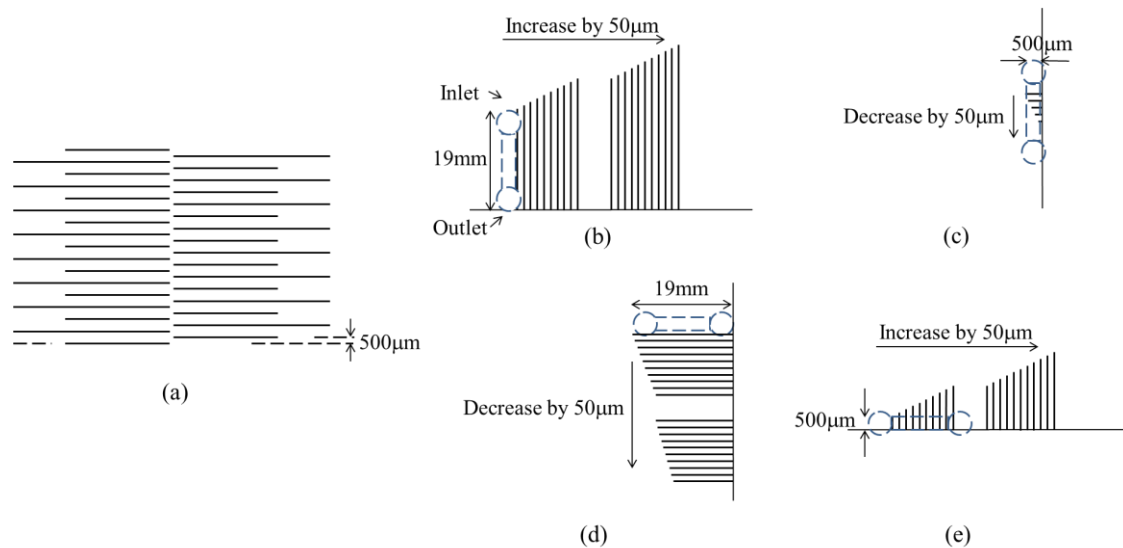 500μm
(a)
Increase by 50μm
Inlet
19mm
Outlet
(b)
500μm
Decrease by 50μm
(c)
19mm
Decrease by 50μm
(d)
Increase by 50μm
500μm
(e)